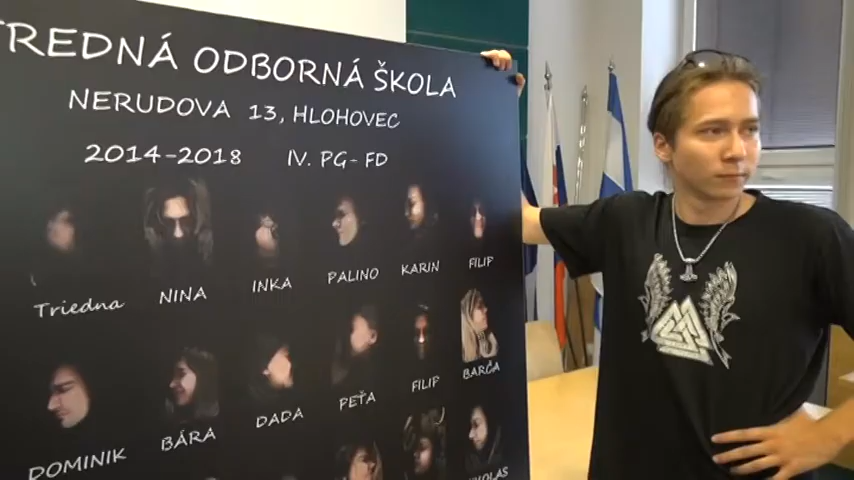 TREDNÁ ODBORNÁ ŠKOLA
NERUDOVA 13, HLOHOVEC
2014-2018 IV. PG-FD
Triedna NINA INKA PALINO KARIN FILIP
DOMINIK BÁRA DADA PEŤA FILIP BARČA